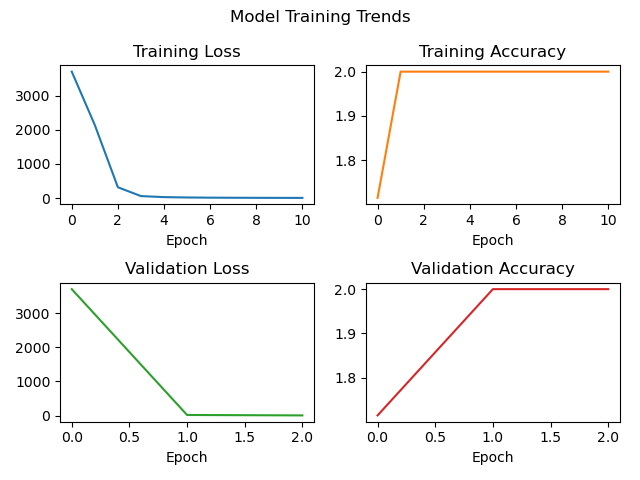 Model Training Trends
Training Loss
3000
2000
1000
0
0 2 4 6 8 10
Epoch
Training Accuracy
2.0
1.9
1.8
0 2 4 6 8 10
Epoch
Validation Loss
3000
2000
1000
0
0.0 0.5 1.0 1.5 2.0
Epoch
Validation Accuracy
2.0
1.9
1.8
0.0 0.5 1.0 1.5 2.0
Epoch